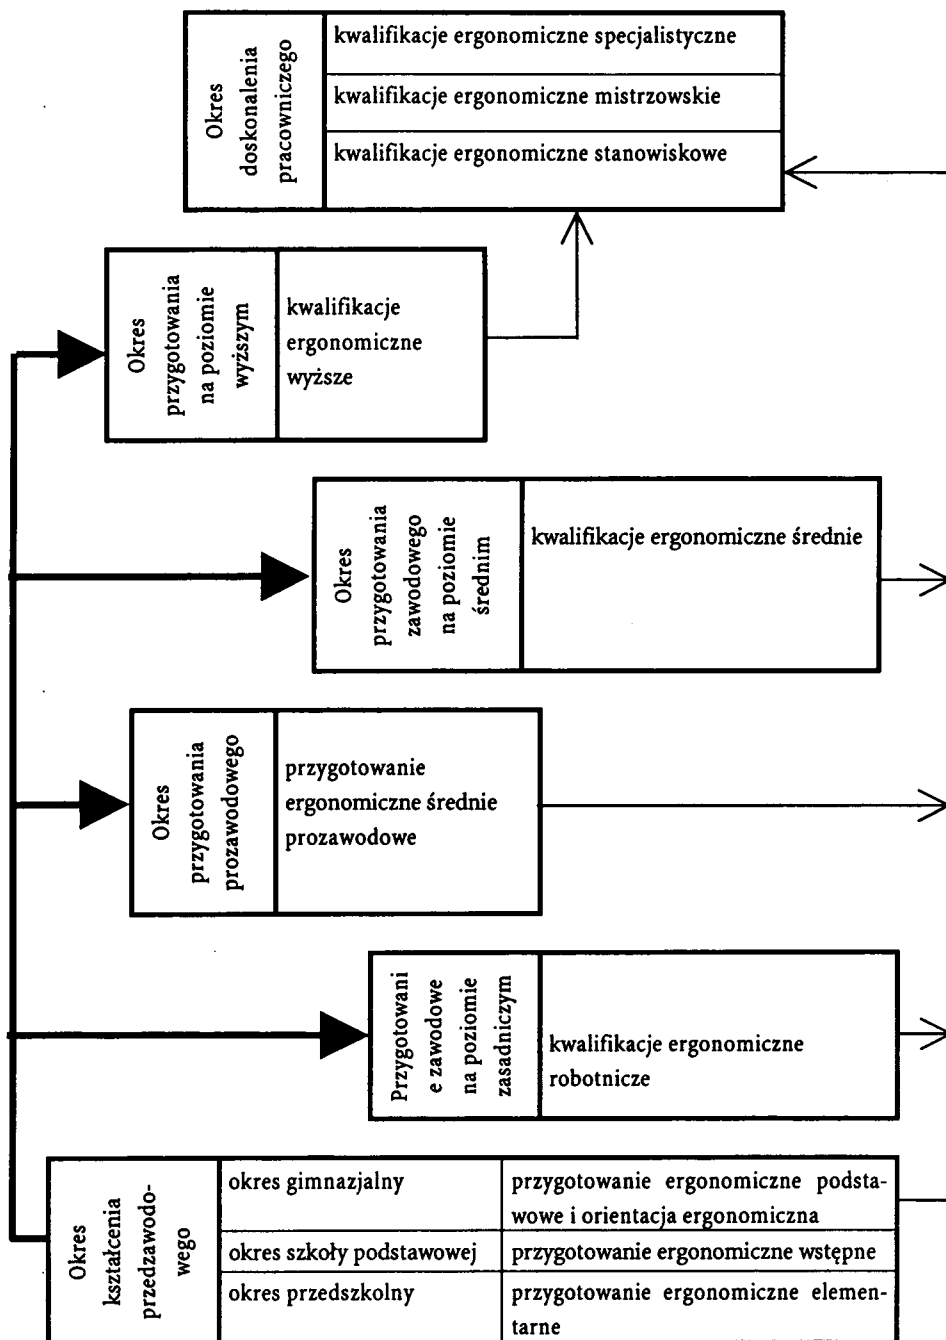 Okres
doskonalenia
pracowniczego
kwalifikacje ergonomiczne specjalistyczne
kwalifikacje ergonomiczne mistrzowskie
kwalifikacje ergonomiczne stanowiskowe
Okres
przygotowania
na poziomie
wyższym
kwalifikacje
ergonomiczne
wyższe
Okres
przygotowania
zawodowego
na poziomie
średnim
kwalifikacje ergonomiczne średnie
Okres
przygotowania
prozawodowego
przygotowanie
ergonomiczne średnie
prozawodowe
Przygotowani
e zawodowe
na poziomie
zasadniczym
kwalifikacje ergonomiczne
robotnicze
Okres
kształcenia
przedzawodo-
wego
okres gimnazjalny
przygotowanie ergonomiczne podsta-
wowe i orientacja ergonomiczna
okres szkoły podstawowej
przygotowanie ergonomiczne wstępne
okres przedszkolny
przygotowanie ergonomiczne elemen-
tarne